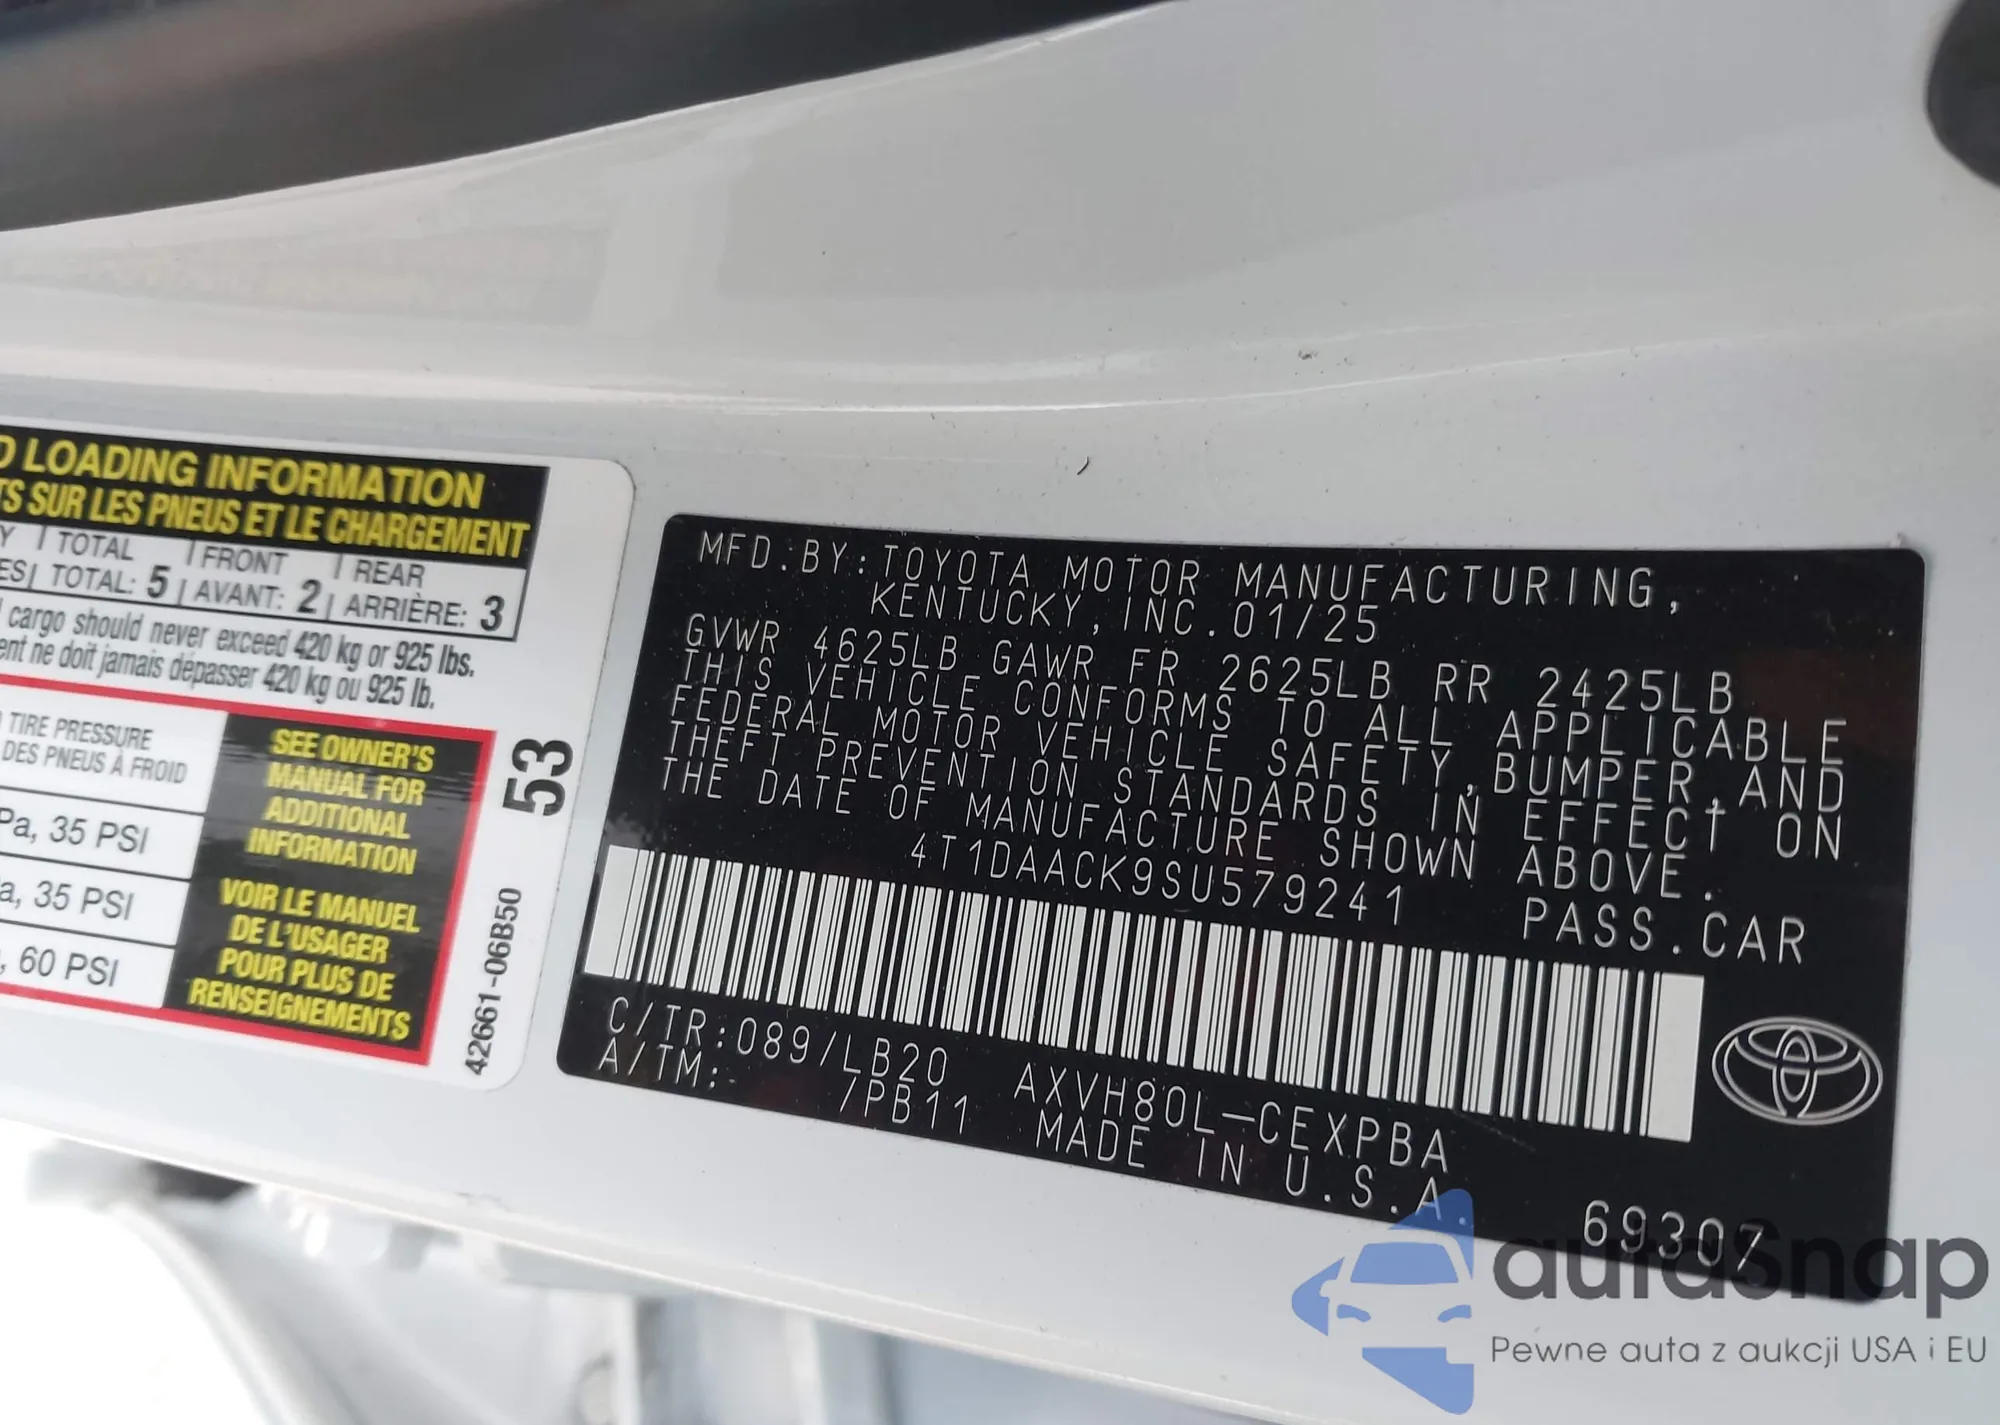 D LOADING INFORMATION
TS SUR LES PNEUS ET LE CHARGEMENT
Y | TOTAL | FRONT | REAR
ES| TOTAL: 5 | AVANT: 2 | ARRIÈRE: 3
cargo should never exceed 420 kg or 925 lbs.
ent ne doit jamais dépasser 420 kg ou 925 lb.
TIRE PRESSURE
DES PNEUS À FROID
Pa, 35 PSI
a, 35 PSI
, 60 PSI
SEE OWNER'S
MANUAL FOR
ADDITIONAL
INFORMATION
VOIR LE MANUEL
DE L'USAGER
POUR PLUS DE
RENSEIGNEMENTS
53
42661-06B50
MFD.BY:TOYOTA MOTOR MANUFACTURING,
KENTUCKY,INC.01/25
GVWR 4625LB GAWR FR 2625LB RR 2425LB
THIS VEHICLE CONFORMS TO ALL APPLICABLE
FEDERAL MOTOR VEHICLE SAFETY,BUMPER,AND
THEFT PREVENTION STANDARDS IN EFFECT ON
THE DATE OF MANUFACTURE SHOWN ABOVE.
4T1DAACK9SU579241 PASS.CAR
C/TR:089/LB20 AXVH80L-CEXPBA
A/TM:- /PB11 MADE IN U.S.A.
69307
autaSnap
Pewne auta z aukcji USA i EU